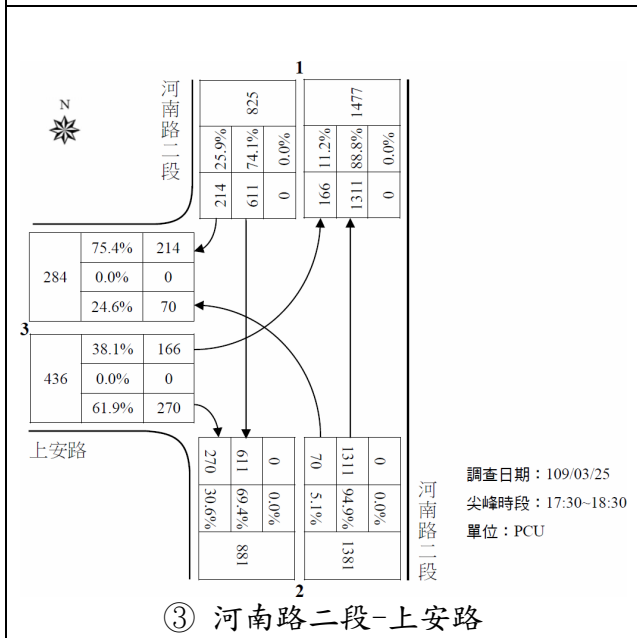 1
河南路二段
N
825
25.9% 74.1% 0.0%
214 611 0
1477
11.2% 88.8% 0.0%
166 1311 0
284
75.4% 214
0.0% 0
24.6% 70
3
436
38.1% 166
0.0% 0
61.9% 270
上安路
270 611 0
30.6% 69.4% 0.0%
881
70 1311 0
5.1% 94.9% 0.0%
1381
河南路二段
調查日期：109/03/25
尖峰時段：17:30~18:30
單位：PCU
2
③ 河南路二段-上安路